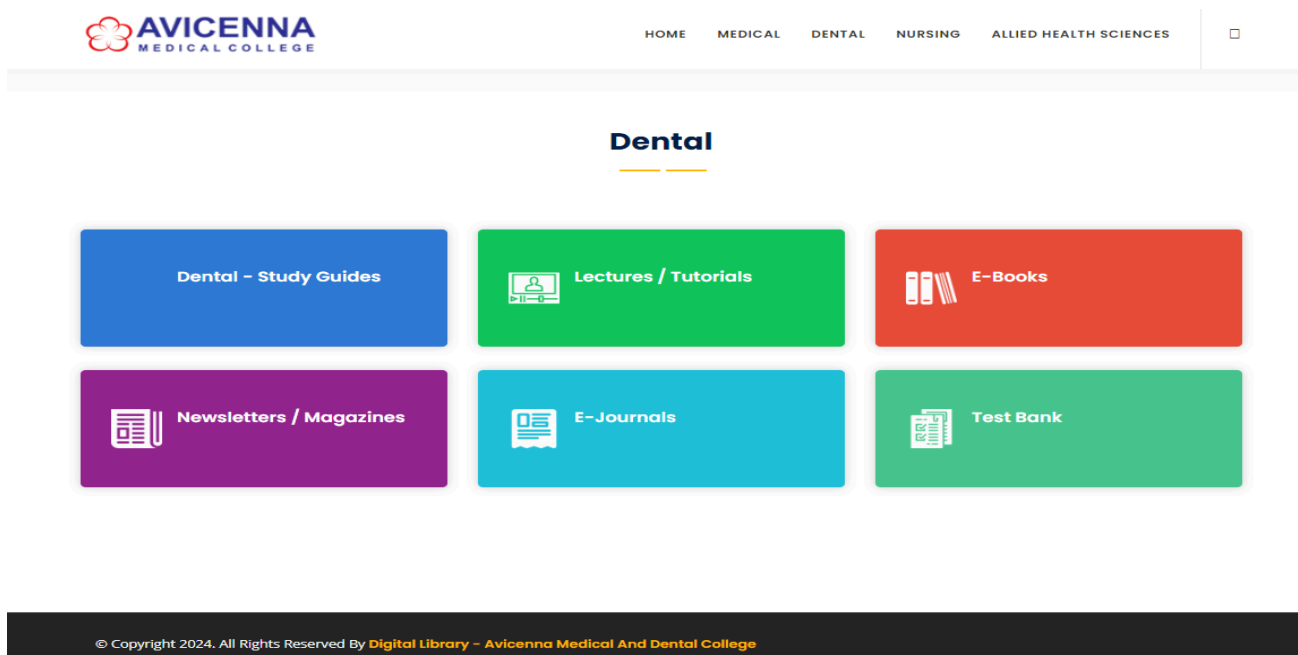 AVICENNA
MEDICAL COLLEGE
HOME MEDICAL DENTAL NURSING ALLIED HEALTH SCIENCES
Dental
Dental - Study Guides
Lectures / Tutorials
E-Books
Newsletters / Magazines
E-Journals
Test Bank
© Copyright 2024. All Rights Reserved By Digital Library - Avicenna Medical And Dental College